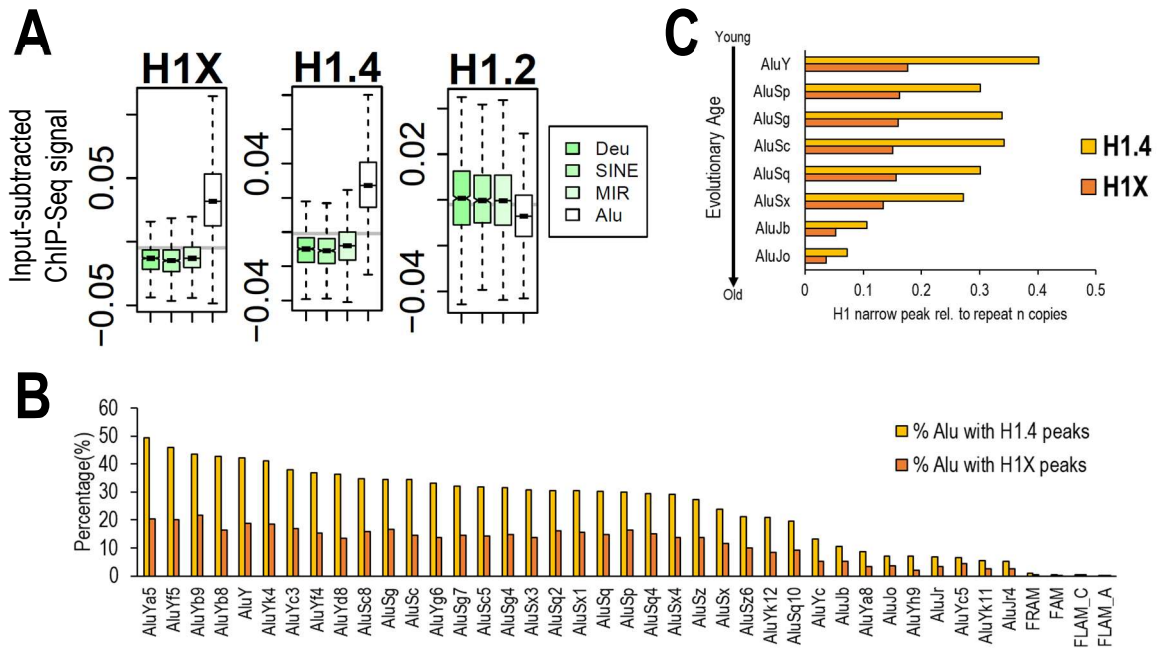 A
H1X
H1.4
H1.2
Input-subtracted
ChIP-Seq signal
0.05
−0.05
0.04
−0.04
0.02
−0.04
Deu
SINE
MIR
Alu
C
Young
Evolutionary Age
Old
AluY
AluSp
AluSg
AluSc
AluSq
AluSx
AluJb
AluJo
0 0.1 0.2 0.3 0.4 0.5
H1 narrow peak rel. to repeat n copies
H1.4
H1X
B
Percentage(%)
60
50
40
30
20
10
0
% Alu with H1.4 peaks
% Alu with H1X peaks
AluYa5
AluYf5
AluYb9
AluYb8
AluY
AluYk4
AluYc3
AluYf4
AluYd8
AluSc8
AluSg
AluSc
AluYg6
AluSg7
AluSc5
AluSg4
AluSx3
AluSq2
AluSx1
AluSq
AluSp
AluSq4
AluSx4
AluSz
AluSx
AluSz6
AluYk12
AluSq10
AluYc
AluJb
AluYa8
AluJo
AluYh9
AluJr
AluYc5
AluYk11
AluJr4
FRAM
FAM
FLAM_C
FLAM_A